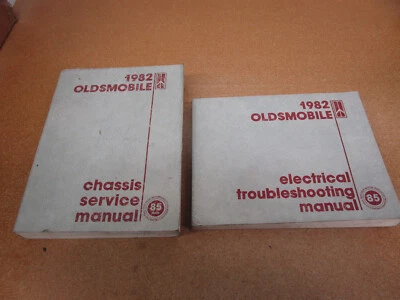 1982
OLDSMOBILE
chassis
service
manual
85
1982
OLDSMOBILE
electrical
troubleshooting
manual
85